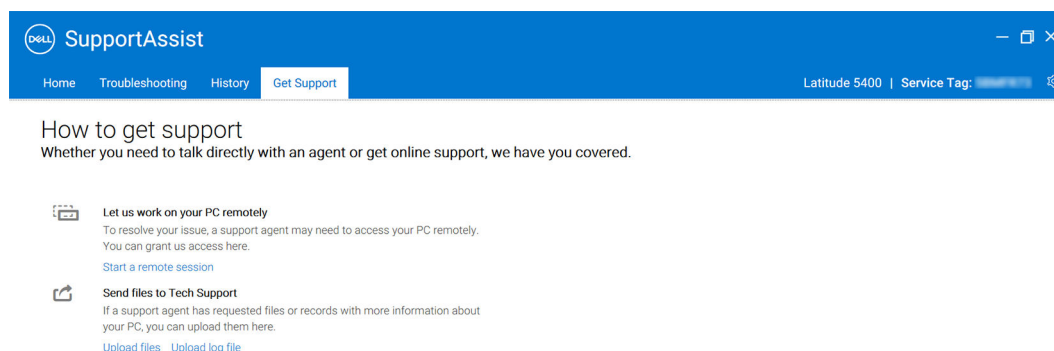 DELL SupportAssist
Home Troubleshooting History Get Support Latitude 5400 | Service Tag:
How to get support
Whether you need to talk directly with an agent or get online support, we have you covered.
Let us work on your PC remotely
To resolve your issue, a support agent may need to access your PC remotely.
You can grant us access here.
Start a remote session
Send files to Tech Support
If a support agent has requested files or records with more information about
your PC, you can upload them here.
Upload files Upload log file